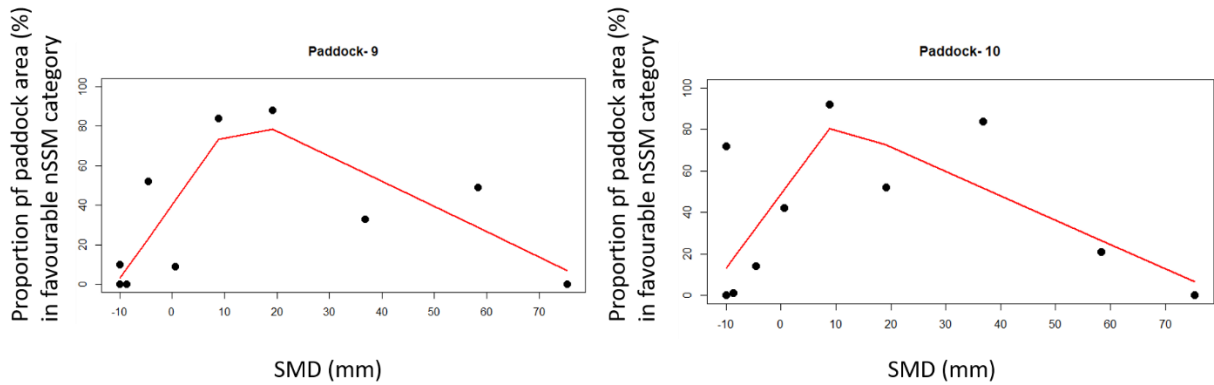 Paddock- 9
Proportion pf paddock area (%)
in favourable nSSM category
100
80
60
40
20
0
-10 0 10 20 30 40 50 60 70
SMD (mm)
Paddock- 10
Proportion pf paddock area (%)
in favourable nSSM category
100
80
60
40
20
0
-10 0 10 20 30 40 50 60 70
SMD (mm)